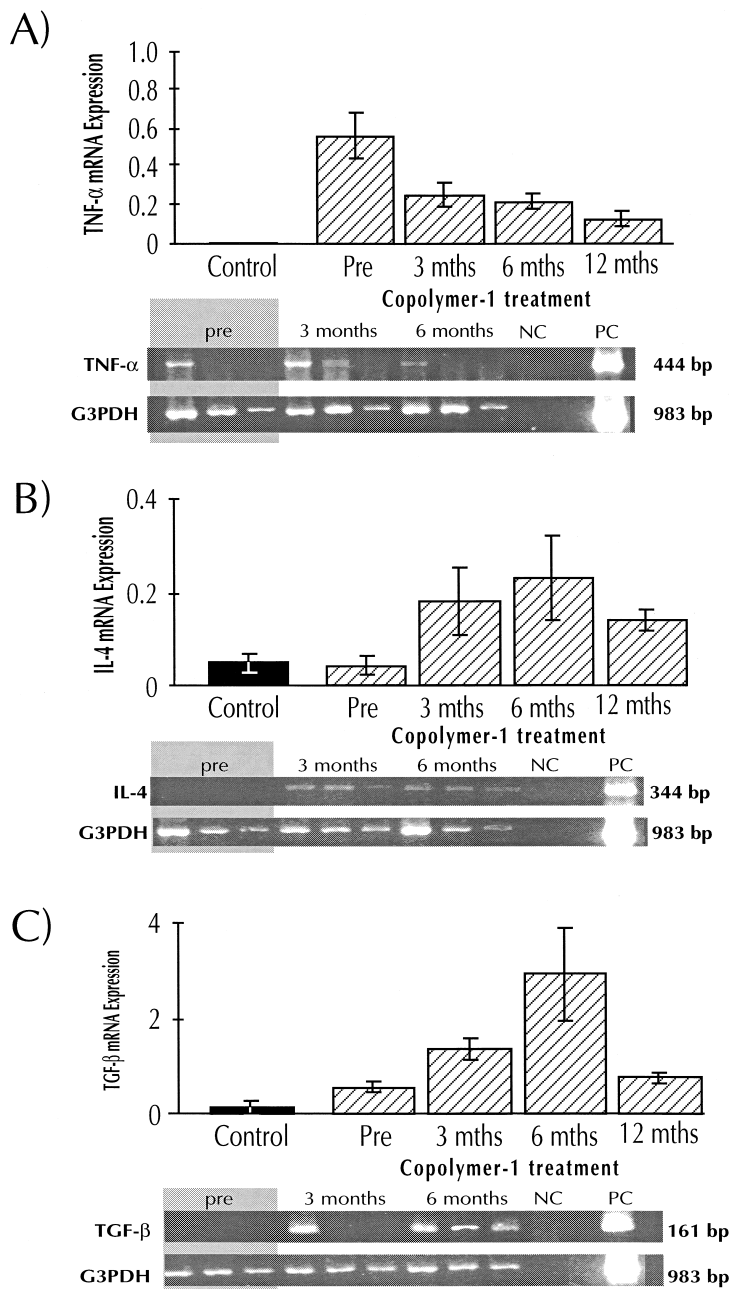 A)
TNF-α mRNA Expression
1.0
0.8
0.6
0.4
0.2
0
Control Pre 3 mths 6 mths 12 mths
Copolymer-1 treatment
pre 3 months 6 months NC PC
TNF-α 444 bp
G3PDH 983 bp
B)
IL-4 mRNA Expression
0.4
0.2
0
Control Pre 3 mths 6 mths 12 mths
Copolymer-1 treatment
pre 3 months 6 months NC PC
IL-4 344 bp
G3PDH 983 bp
C)
TGF-β mRNA Expression
4
2
0
Control Pre 3 mths 6 mths 12 mths
Copolymer-1 treatment
pre 3 months 6 months NC PC
TGF-β 161 bp
G3PDH 983 bp